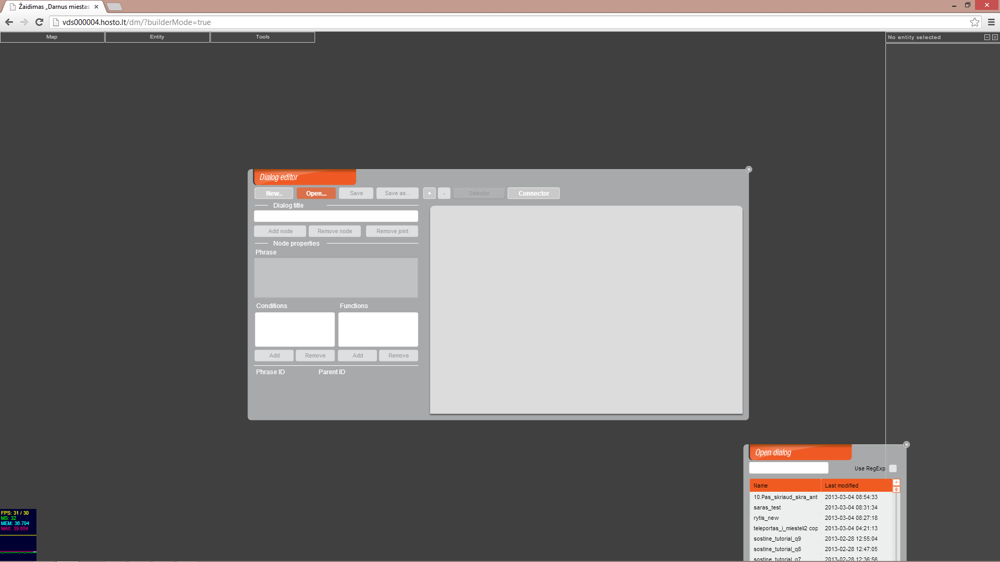 Žaidimas „Darnus miestas
vds000004.hosto.lt/dm/?builderMode=true
Map
Entity
Tools
No entity selected
Dialog editor
New..
Open...
Save
Save as...
+
-
Selector
Connector
Dialog title
Add node
Remove node
Remove joint
Node properties
Phrase
Conditions
Functions
Add
Remove
Add
Remove
Phrase ID
Parent ID
Open dialog
Use RegExp
Name
Last modified
10.Pas_skriaud_skra_ant
2013-03-04 08:54:33
saras_test
2013-03-04 08:31:34
rytis_new
2013-03-04 08:27:18
teleportas_i_miesteli2 cop
2013-03-04 04:21:13
sostine_tutorial_q9
2013-02-28 12:55:04
sostine_tutorial_q8
2013-02-28 12:47:05
sostine_tutorial_q7
2013-02-28 12:36:56
FPS: 31 / 30
MS: 32
MEM: 36.704
MAX: 39.654